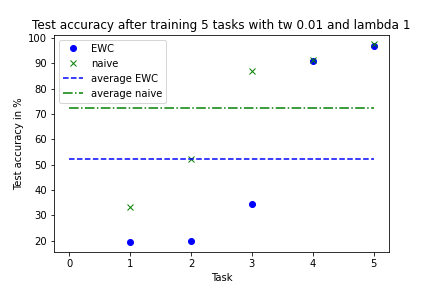 Test accuracy after training 5 tasks with tw 0.01 and lambda 1
100
90
80
70
60
50
40
30
20
Test accuracy in %
EWC
naive
average EWC
average naive
0 1 2 3 4 5
Task